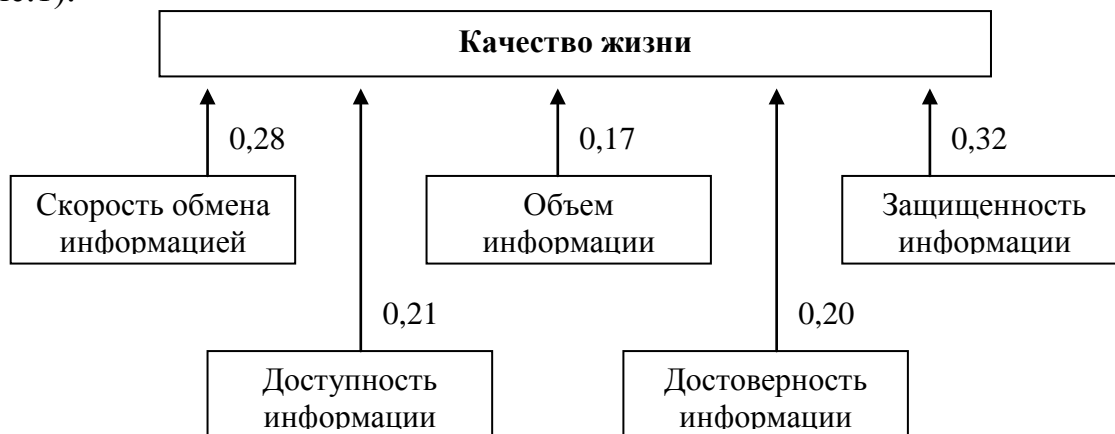 Качество жизни
0,28
0,17
0,32
Скорость обмена
информацией
Объем
информации
Защищенность
информации
0,21
0,20
Доступность
информации
Достоверность
информации